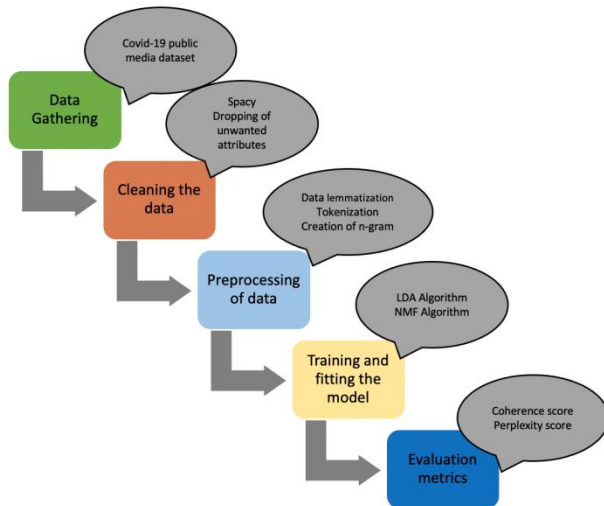 Covid-19 public
media dataset
Data
Gathering
Spacy
Dropping of
unwanted
attributes
Cleaning the
data
Data lemmatization
Tokenization
Creation of n-gram
Preprocessing
of data
LDA Algorithm
NMF Algorithm
Training and
fitting the
model
Coherence score
Perplexity score
Evaluation
metrics